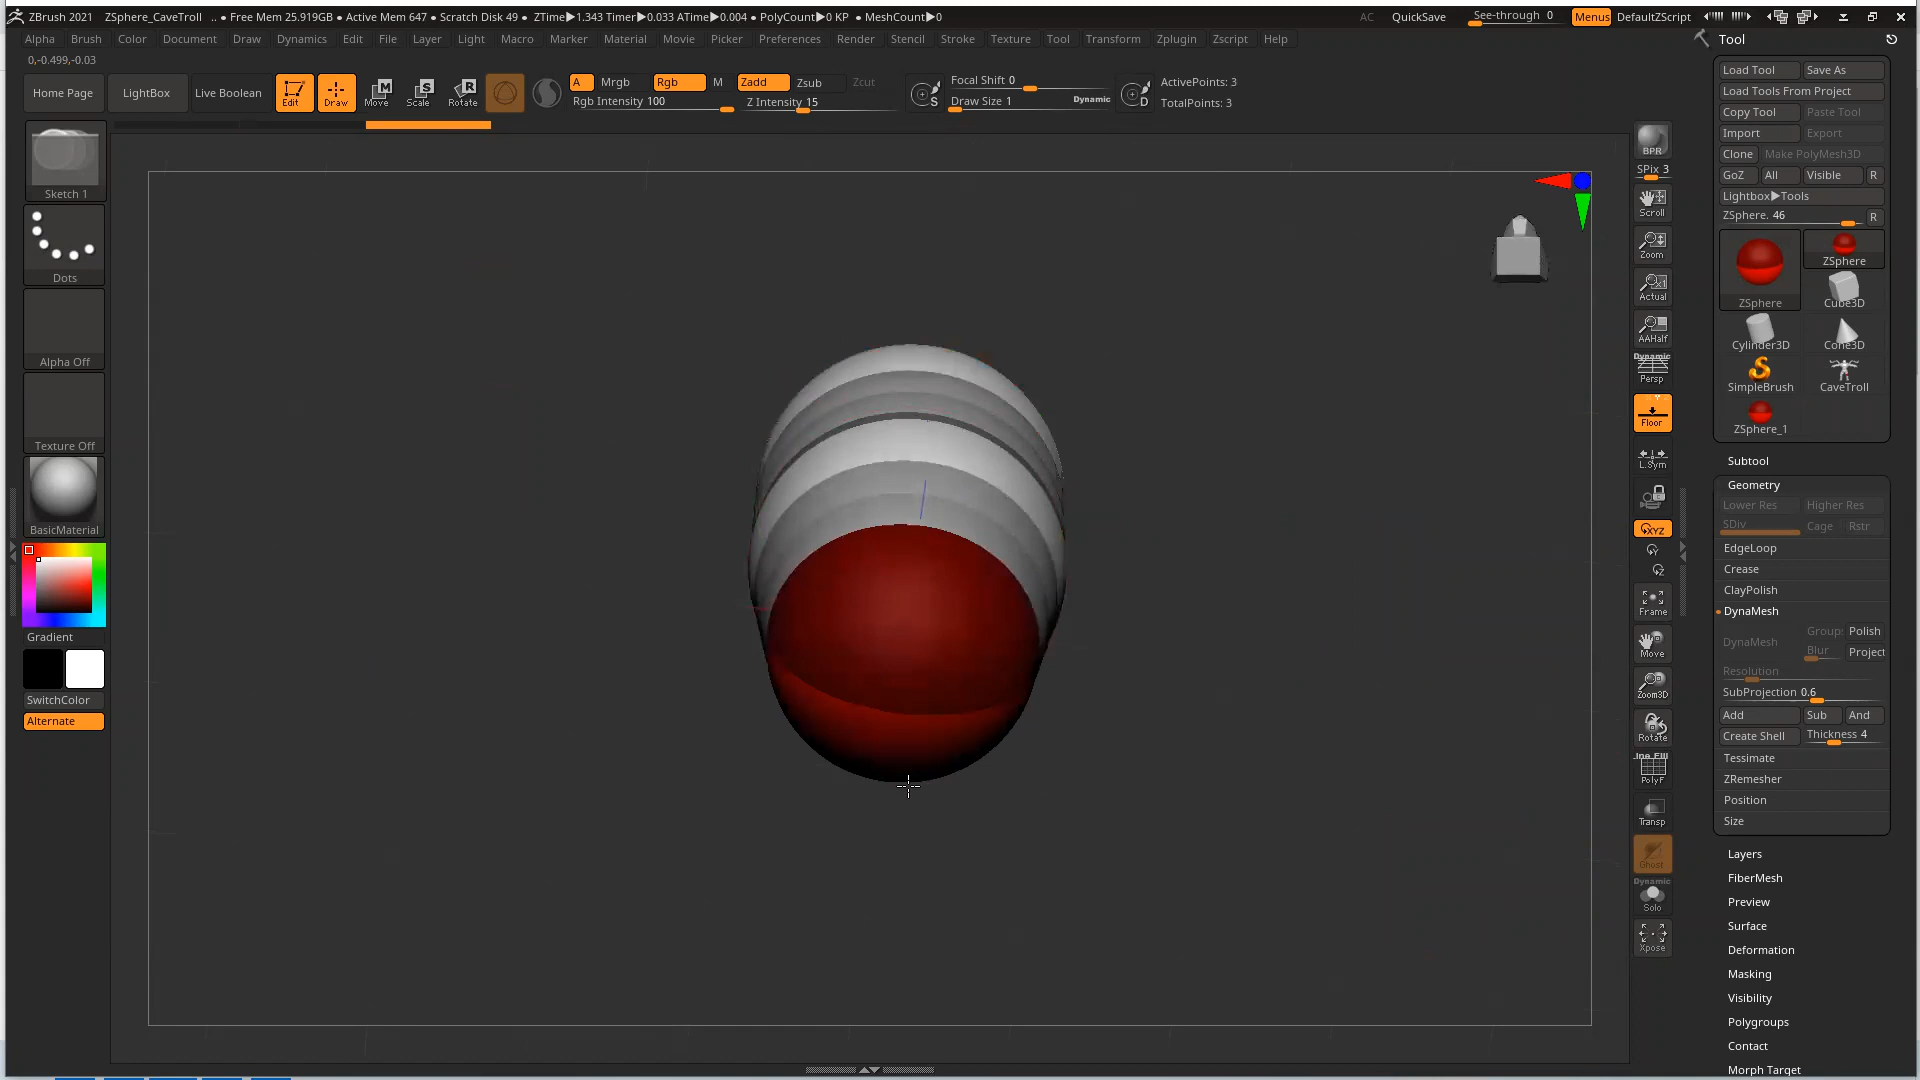 ZBrush 2021 ZSphere_CaveTroll .. • Free Mem 25.919GB • Active Mem 647 • Scratch Disk 49 • ZTime▶1.343 Timer▶0.033 ATime▶0.004 • PolyCount▶0 KP • MeshCount▶0 AC QuickSave See-through 0 Menus DefaultZScript
Alpha Brush Color Document Draw Dynamics Edit File Layer Light Macro Marker Material Movie Picker Preferences Render Stencil Stroke Texture Tool Transform Zplugin Zscript Help
0,-0.499,-0.03
Home Page LightBox Live Boolean Edit Draw Move Scale Rotate
A Mrgb Rgb M Zadd Zsub Zcut
Rgb Intensity 100 Z Intensity 15
Focal Shift 0
Draw Size 1 Dynamic
ActivePoints: 3
TotalPoints: 3
Sketch 1
Dots
Alpha Off
Texture Off
BasicMaterial
Gradient
SwitchColor
Alternate
BPR
SPix 3
Scroll
Zoom
Actual
AAHalf
Dynamic
Persp
Floor
L.Sym
XYZ
Y
Z
Frame
Move
Zoom3D
Rotate
Line Fill
PolyF
Transp
Ghost
Dynamic
Solo
Xpose
Tool
Load Tool Save As
Load Tools From Project
Copy Tool Paste Tool
Import Export
Clone Make PolyMesh3D
GoZ All Visible R
Lightbox▶Tools
ZSphere. 46 R
ZSphere ZSphere
Cube3D
Cylinder3D Cone3D
SimpleBrush CaveTroll
ZSphere_1
Subtool
Geometry
Lower Res Higher Res
SDiv Cage Rstr
EdgeLoop
Crease
ClayPolish
DynaMesh
DynaMesh Group: Polish
Blur Project
Resolution
SubProjection 0.6
Add Sub And
Create Shell Thickness 4
Tessimate
ZRemesher
Position
Size
Layers
FiberMesh
Preview
Surface
Deformation
Masking
Visibility
Polygroups
Contact
Morph Target